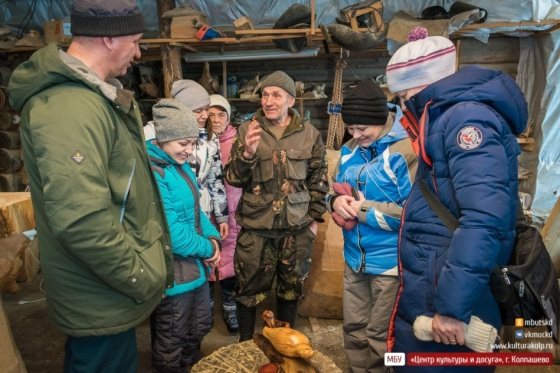 mbutskd
vkmuckd
www.kulturakolp.ru
МБУ «Центр культуры и досуга», г. Колпашево